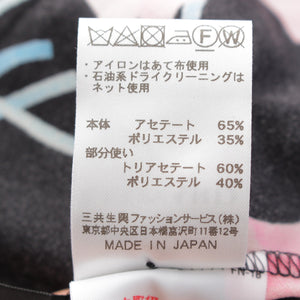 F W
・アイロンはあて布使用
・石油系ドライクリーニングは
ネット使用
本体 アセテート 65%
ポリエステル 35%
部分使い
トリアセテート 60%
ポリエステル 40%
三共生興ファッションサービス(株)
東京都中央区日本橋富沢町11番12号
MADE IN JAPAN